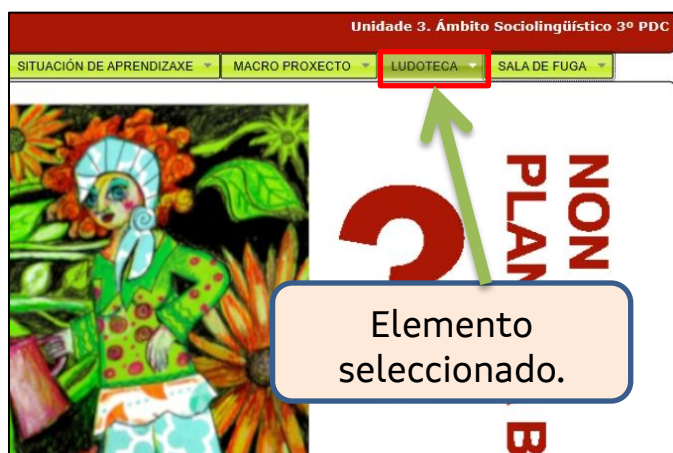 Unidade 3. Ámbito Sociolingüístico 3º PDC
SITUACIÓN DE APRENDIZAXE
MACRO PROXECTO
LUDOTECA
SALA DE FUGA
NON
PLAN
B
Elemento
seleccionado.